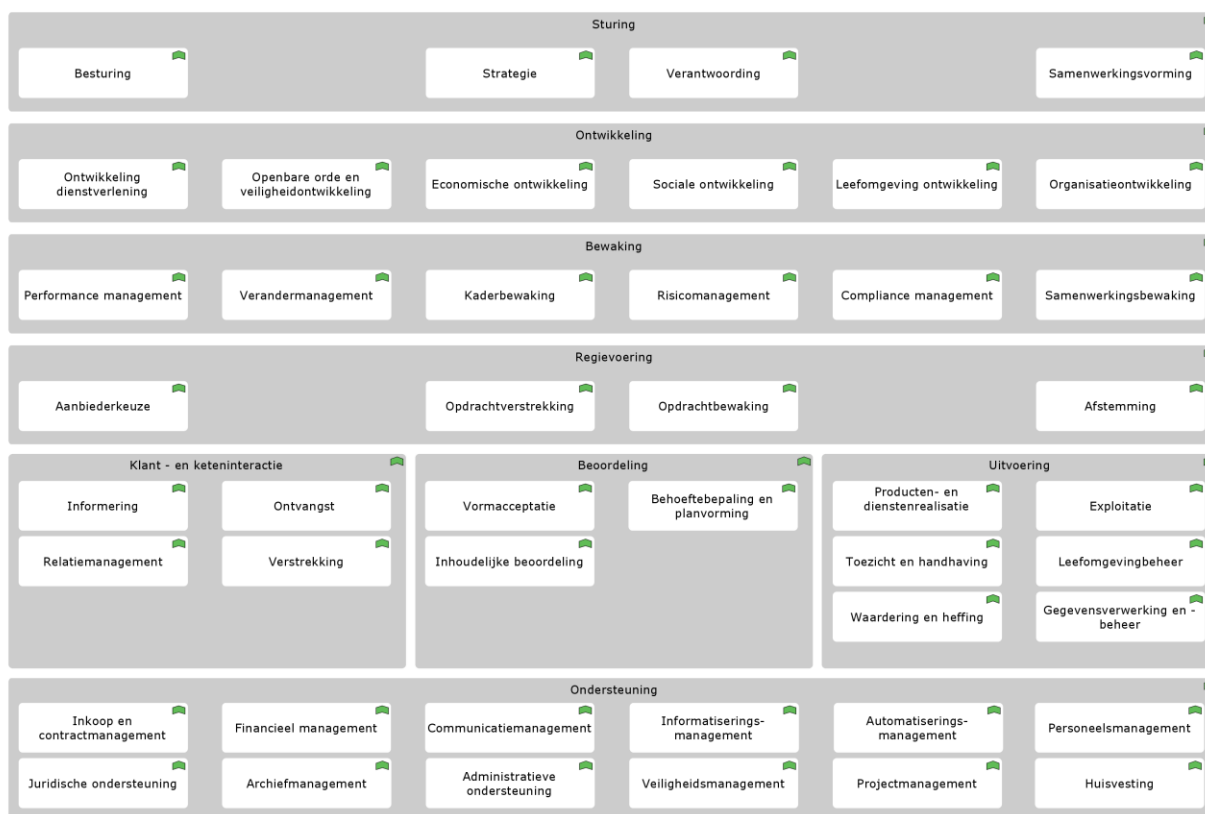 Sturing
Besturing
Strategie
Verantwoording
Samenwerkingsvorming
Ontwikkeling
Ontwikkeling
dienstverlening
Openbare orde en
veiligheidontwikkeling
Economische ontwikkeling
Sociale ontwikkeling
Leefomgeving ontwikkeling
Organisatieontwikkeling
Bewaking
Performance management
Verandermanagement
Kaderbewaking
Risicomanagement
Compliance management
Samenwerkingsbewaking
Regievoering
Aanbiederkeuze
Opdrachtverstrekking
Opdrachtbewaking
Afstemming
Klant - en keteninteractie
Informering
Ontvangst
Relatiemanagement
Verstrekking
Beoordeling
Vormacceptatie
Behoeftebepaling en
planvorming
Inhoudelijke beoordeling
Uitvoering
Producten- en
dienstenrealisatie
Exploitatie
Toezicht en handhaving
Leefomgevingbeheer
Waardering en heffing
Gegevensverwerking en -
beheer
Ondersteuning
Inkoop en
contractmanagement
Financieel management
Communicatiemanagement
Informatiserings-
management
Automatiserings-
management
Personeelsmanagement
Juridische ondersteuning
Archiefmanagement
Administratieve
ondersteuning
Veiligheidsmanagement
Projectmanagement
Huisvesting